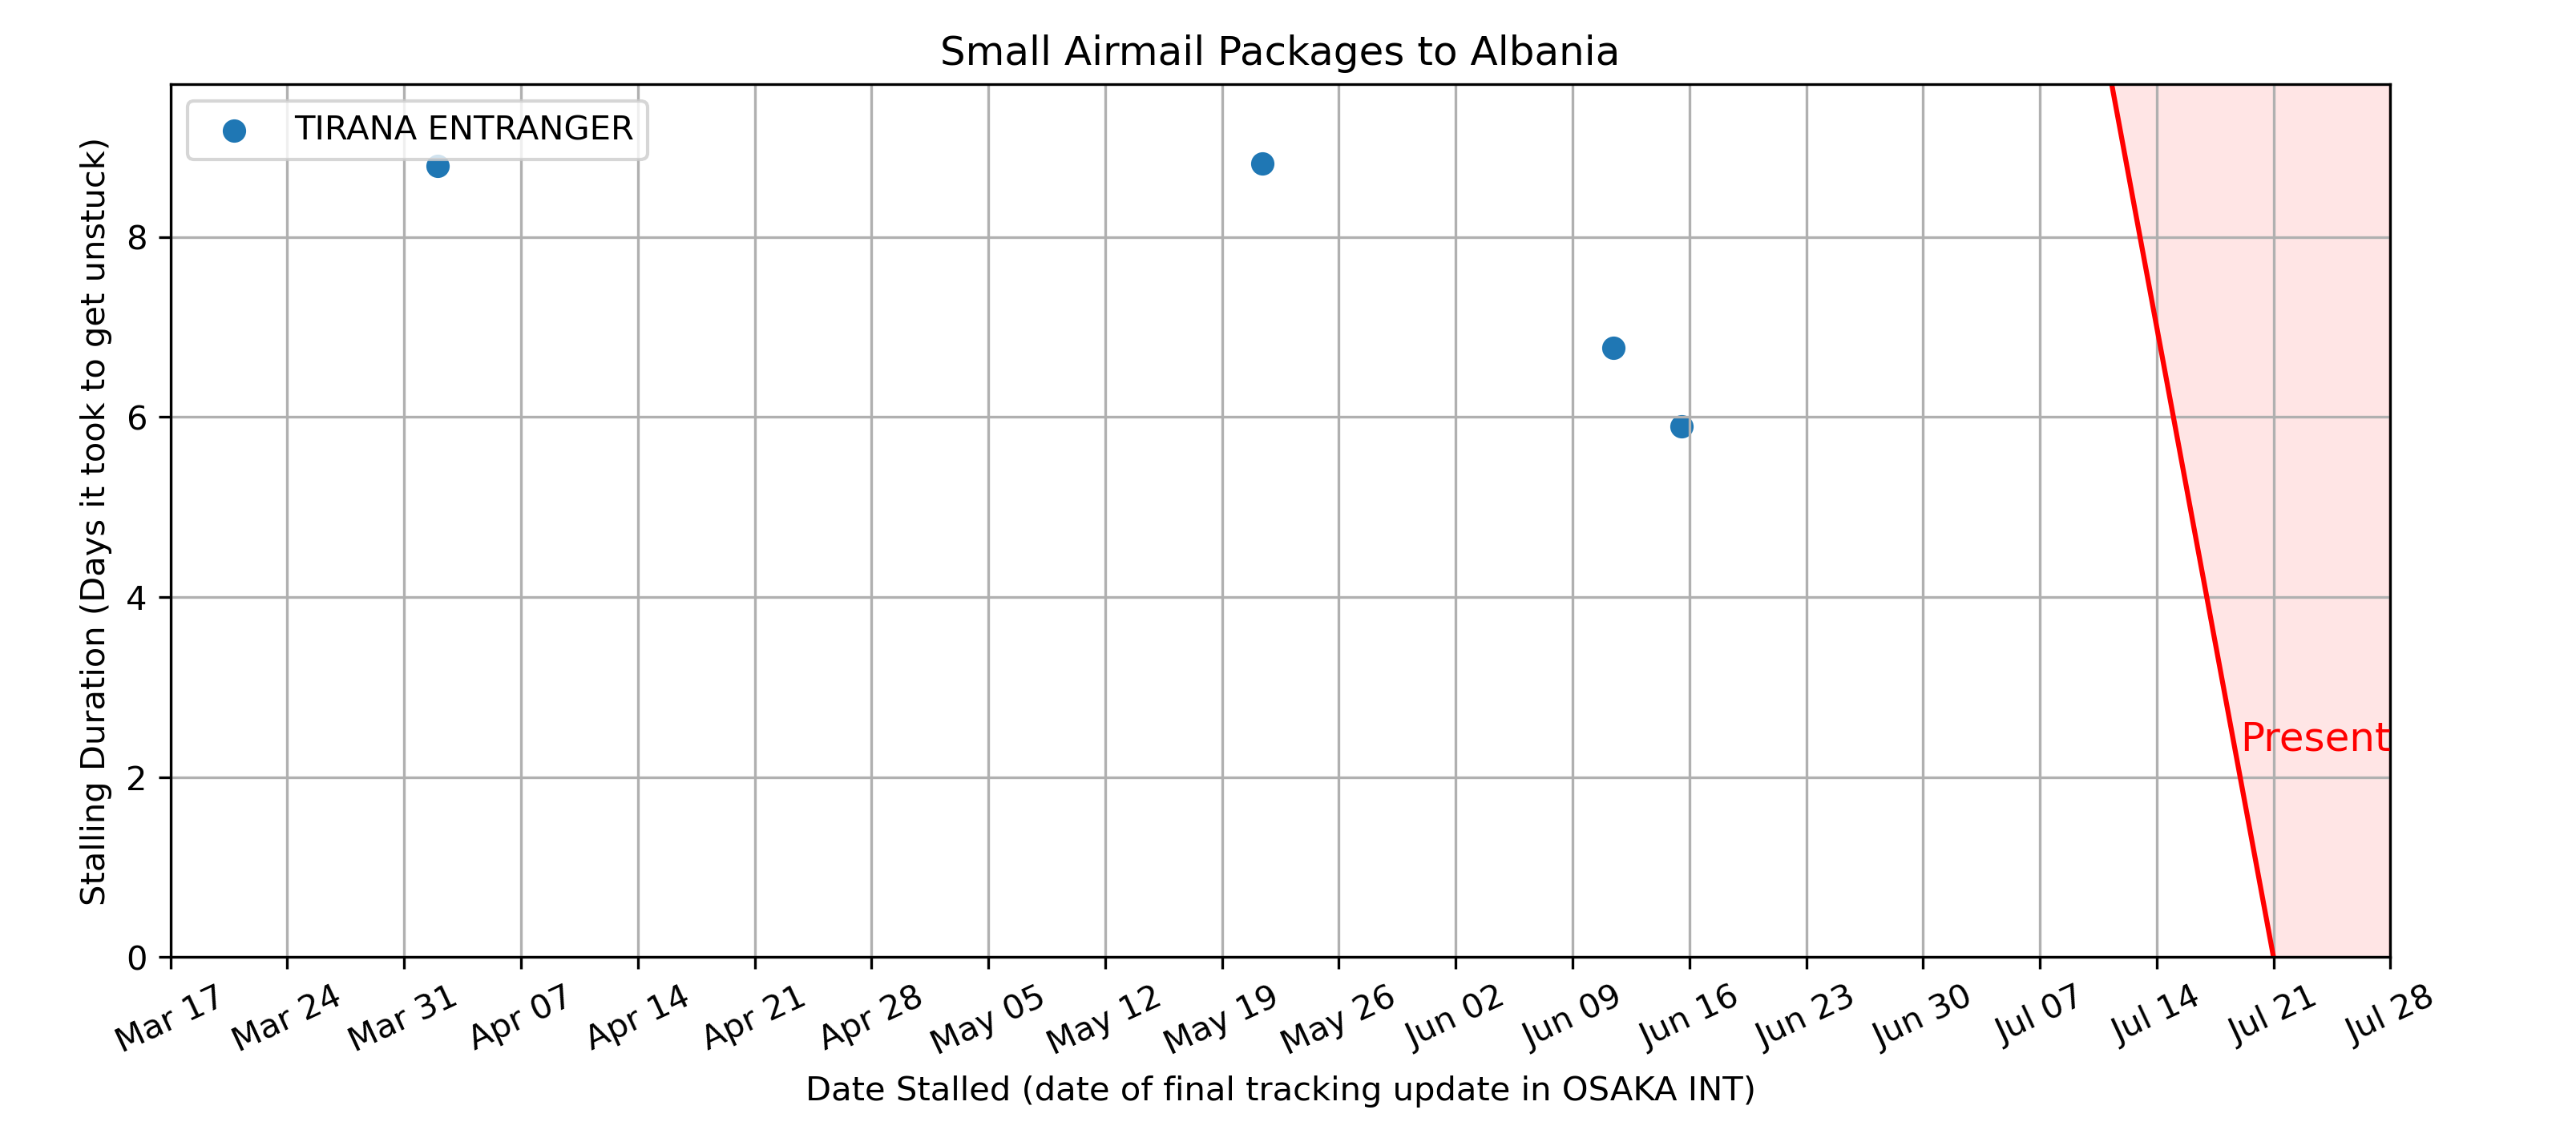 Small Airmail Packages to Albania
TIRANA ENTRANGER
Stalling Duration (Days it took to get unstuck)
8
6
4
2
0
Present
Mar 17
Mar 24
Mar 31
Apr 07
Apr 14
Apr 21
Apr 28
May 05
May 12
May 19
May 26
Jun 02
Jun 09
Jun 16
Jun 23
Jun 30
Jul 07
Jul 14
Jul 21
Jul 28
Date Stalled (date of final tracking update in OSAKA INT)